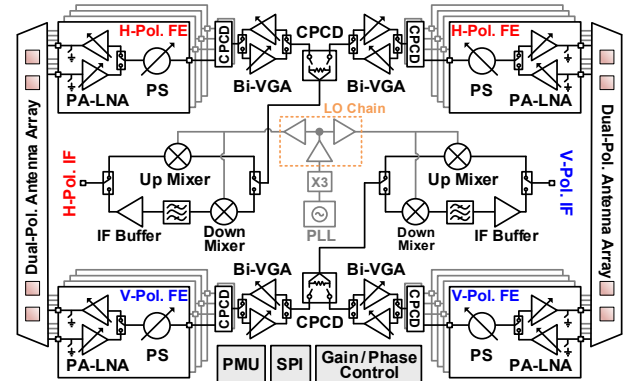 H-Pol. FE
PA-LNA
PS
CPCD
Bi-VGA
CPCD
Bi-VGA
CPCD
H-Pol. FE
PS
PA-LNA
Dual-Pol. Antenna Array
Dual-Pol. Antenna Array
LO Chain
X3
PLL
H-Pol. IF
Up Mixer
IF Buffer
Down
Mixer
V-Pol. IF
Up Mixer
Down
Mixer
IF Buffer
V-Pol. FE
PA-LNA
PS
CPCD
Bi-VGA
CPCD
Bi-VGA
CPCD
V-Pol. FE
PS
PA-LNA
PMU
SPI
Gain / Phase
Control